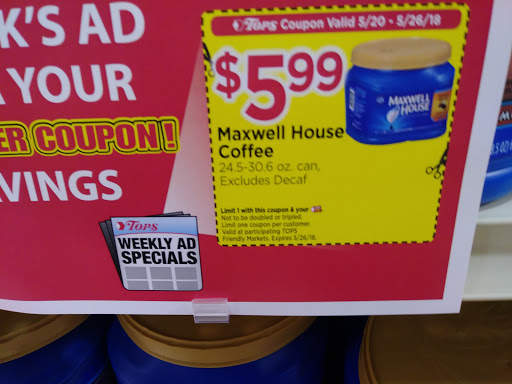 K'S AD
YOUR
ER COUPON!
VINGS
TOPS
WEEKLY AD
SPECIALS
TOPS Coupon Valid 5/20 - 5/26/18
$5.99
MAXWELL
HOUSE
Maxwell House
Coffee
24.5-30.6 oz. can,
Excludes Decaf
Limit 1 with this coupon & your
Not to be doubled or tripled.
Limit one coupon per customer.
Valid at participating TOPS
Friendly Markets. Expires 5/26/18.